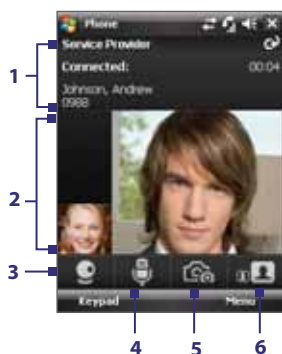 Phone
Service Provider
Connected: 00:04
Johnson, Andrew
0988
1
2
3
Keypad Menu
4 5 6